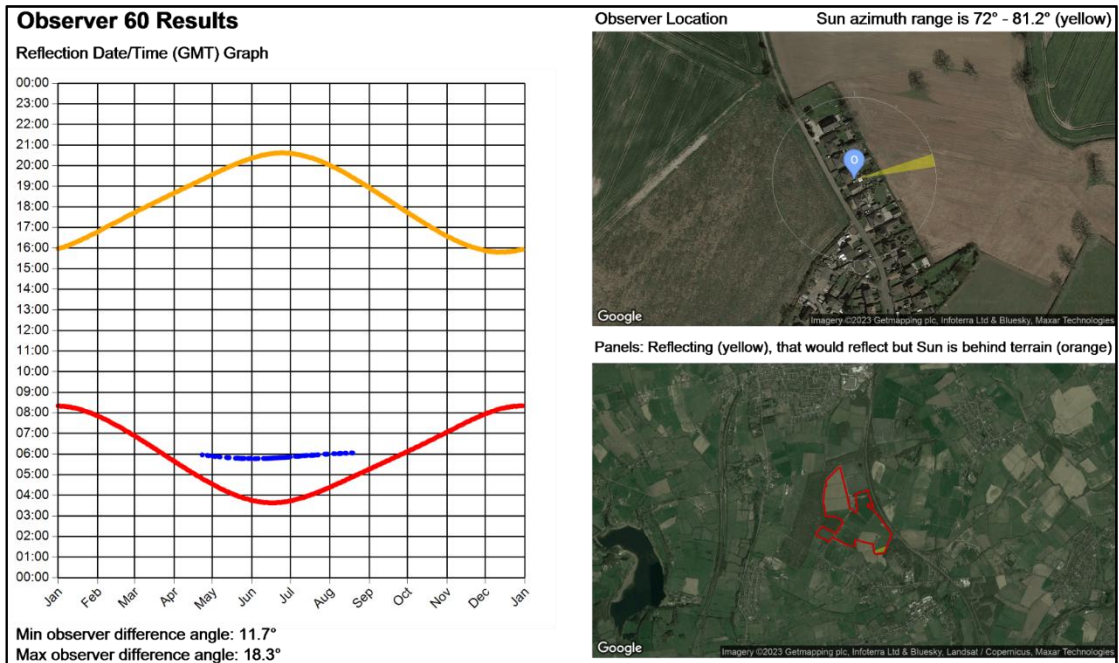 Observer 60 Results
Reflection Date/Time (GMT) Graph
00:00
23:00
22:00
21:00
20:00
19:00
18:00
17:00
16:00
15:00
14:00
13:00
12:00
11:00
10:00
09:00
08:00
07:00
06:00
05:00
04:00
03:00
02:00
01:00
00:00
Jan Feb Mar Apr May Jun Jul Aug Sep Oct Nov Dec Jan
Min observer difference angle: 11.7°
Max observer difference angle: 18.3°
Observer Location Sun azimuth range is 72° - 81.2° (yellow)
O
Google Imagery ©2023 Getmapping plc, Infoterra Ltd & Bluesky, Maxar Technologies
Panels: Reflecting (yellow), that would reflect but Sun is behind terrain (orange)
Google Imagery ©2023 Getmapping plc, Infoterra Ltd & Bluesky, Landsat / Copernicus, Maxar Technologies